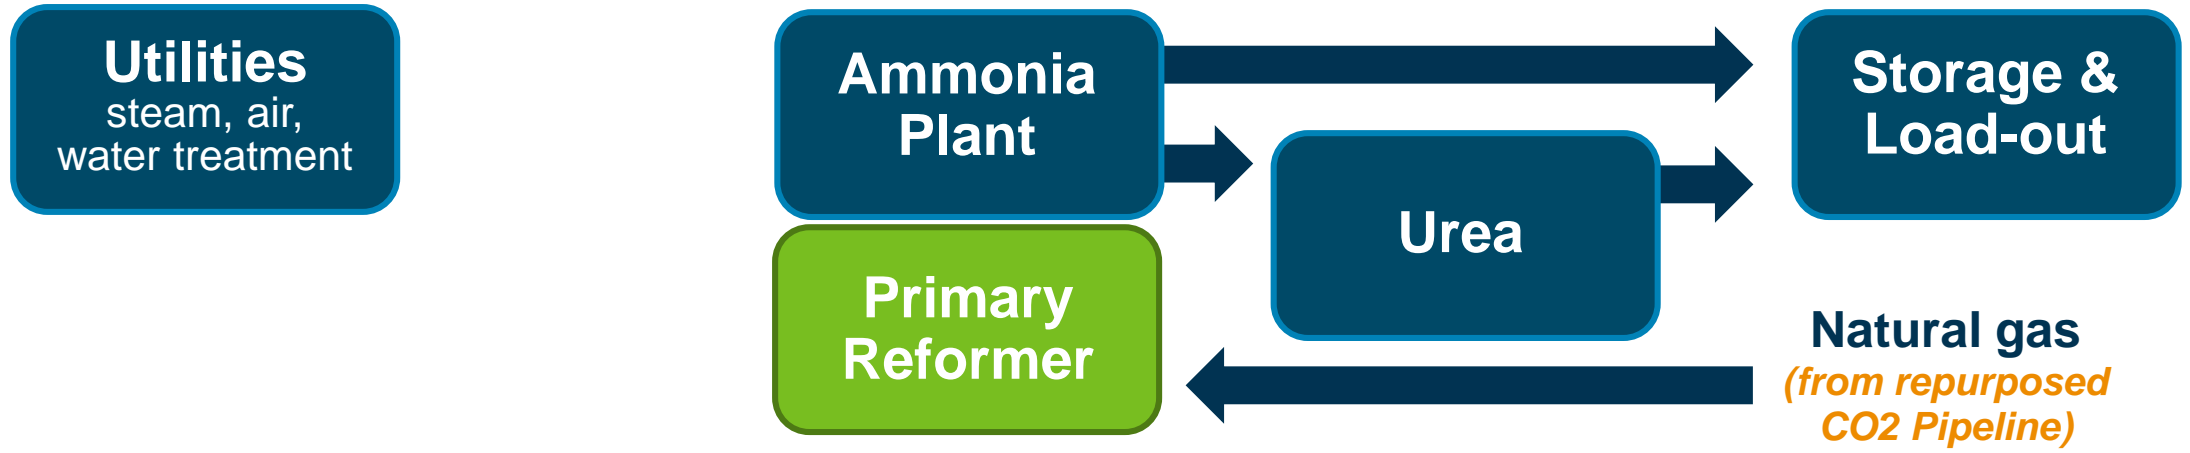 Utilities
steam, air,
water treatment
Ammonia
Plant
Primary
Reformer
Urea
Storage &
Load-out
Natural gas
(from repurposed
CO2 Pipeline)